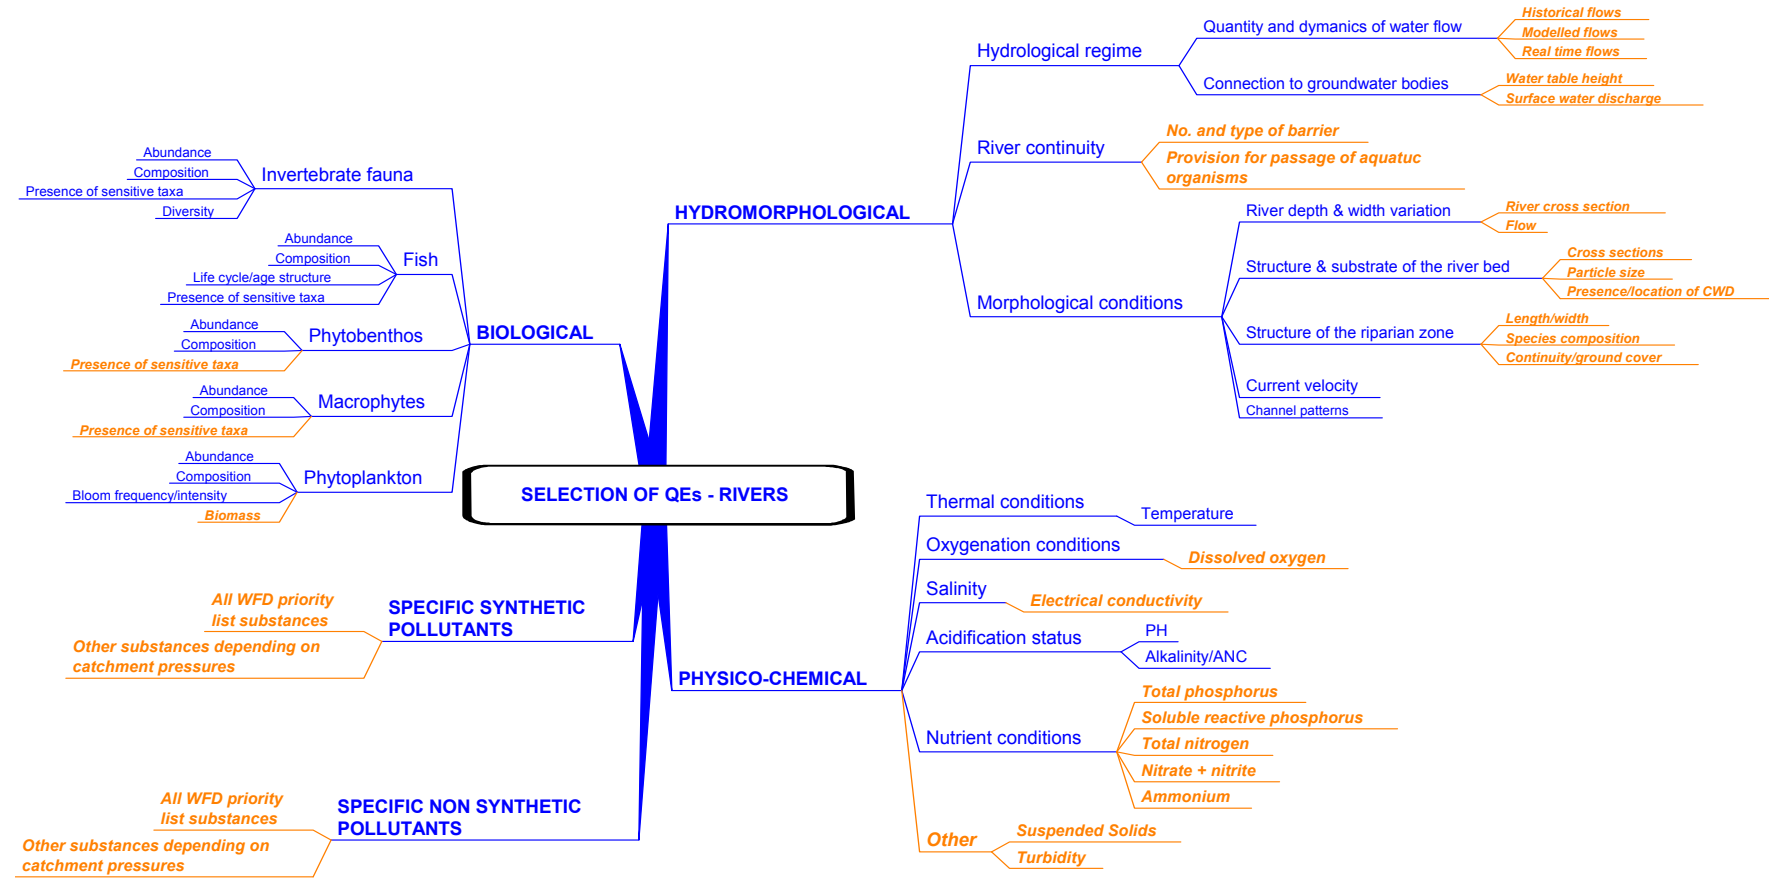 SELECTION OF QEs - RIVERS
BIOLOGICAL
Invertebrate fauna
Abundance
Composition
Presence of sensitive taxa
Diversity
Fish
Abundance
Composition
Life cycle/age structure
Presence of sensitive taxa
Phytobenthos
Abundance
Composition
Presence of sensitive taxa
Macrophytes
Abundance
Composition
Presence of sensitive taxa
Phytoplankton
Abundance
Composition
Bloom frequency/intensity
Biomass
SPECIFIC SYNTHETIC
POLLUTANTS
All WFD priority
list substances
Other substances depending on
catchment pressures
SPECIFIC NON SYNTHETIC
POLLUTANTS
All WFD priority
list substances
Other substances depending on
catchment pressures
HYDROMORPHOLOGICAL
Hydrological regime
Quantity and dymanics of water flow
Historical flows
Modelled flows
Real time flows
Connection to groundwater bodies
Water table height
Surface water discharge
River continuity
No. and type of barrier
Provision for passage of aquatuc
organisms
Morphological conditions
River depth & width variation
River cross section
Flow
Structure & substrate of the river bed
Cross sections
Particle size
Presence/location of CWD
Structure of the riparian zone
Length/width
Species composition
Continuity/ground cover
Current velocity
Channel patterns
PHYSICO-CHEMICAL
Thermal conditions
Temperature
Oxygenation conditions
Dissolved oxygen
Salinity
Electrical conductivity
Acidification status
PH
Alkalinity/ANC
Nutrient conditions
Total phosphorus
Soluble reactive phosphorus
Total nitrogen
Nitrate + nitrite
Ammonium
Other
Suspended Solids
Turbidity